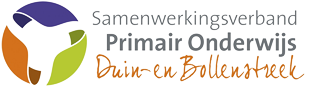 Samenwerkingsverband
Primair Onderwijs
Duin- en Bollenstreek